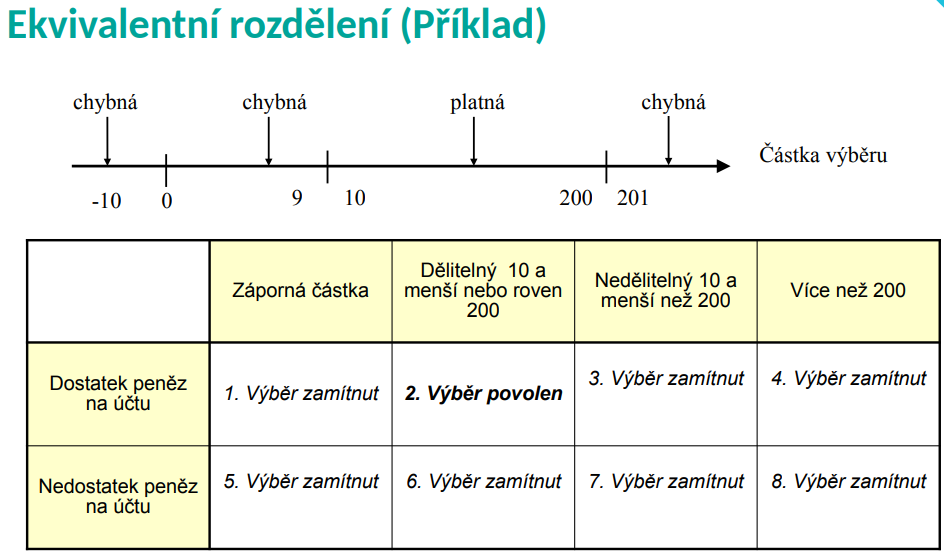 Ekvivalentní rozdělení (Příklad)
chybná chybná platná chybná
Částka výběru
-10 0 9 10 200 201
Záporná částka
Dělitelný 10 a
menší nebo roven
200
Nedělitelný 10 a
menší než 200
Více než 200
Dostatek peněz
na účtu
1. Výběr zamítnut
2. Výběr povolen
3. Výběr zamítnut
4. Výběr zamítnut
Nedostatek peněz
na účtu
5. Výběr zamítnut
6. Výběr zamítnut
7. Výběr zamítnut
8. Výběr zamítnut